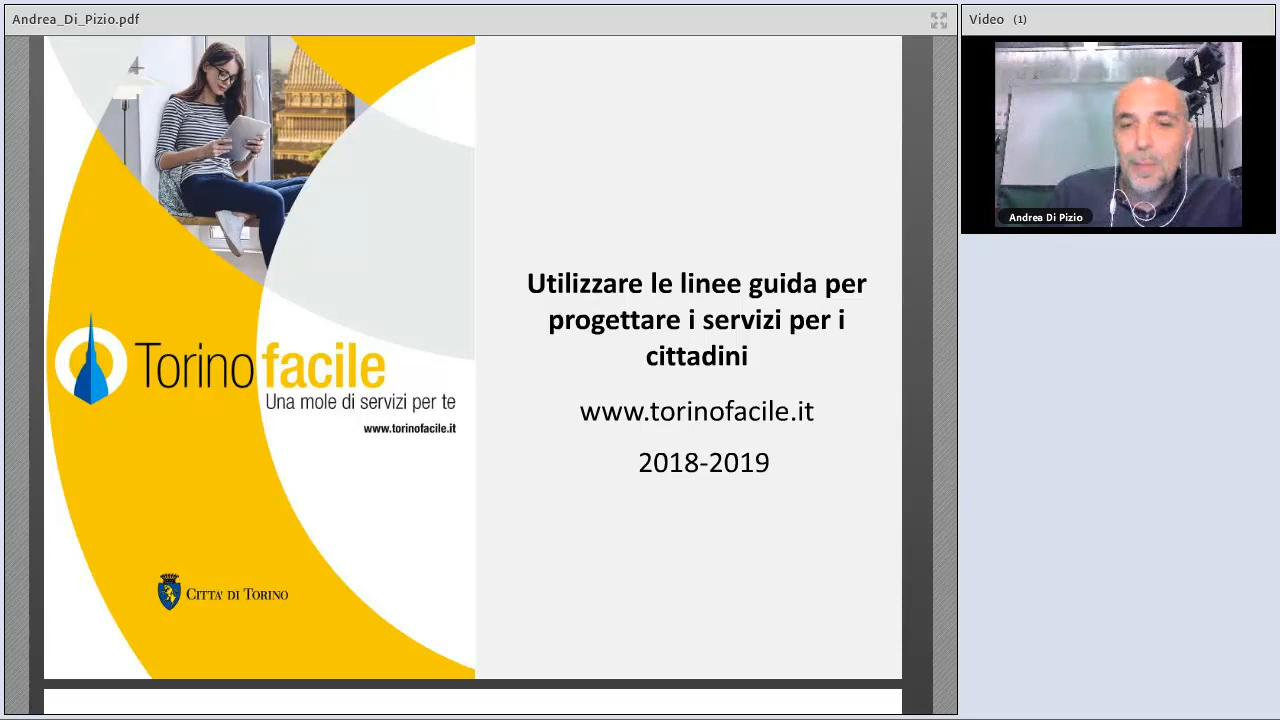 Andrea_Di_Pizio.pdf
Video (1)
Andrea Di Pizio
Utilizzare le linee guida per
progettare i servizi per i
cittadini
www.torinofacile.it
2018-2019
Torino facile
Una mole di servizi per te
www.torinofacile.it
CITTA' DI TORINO